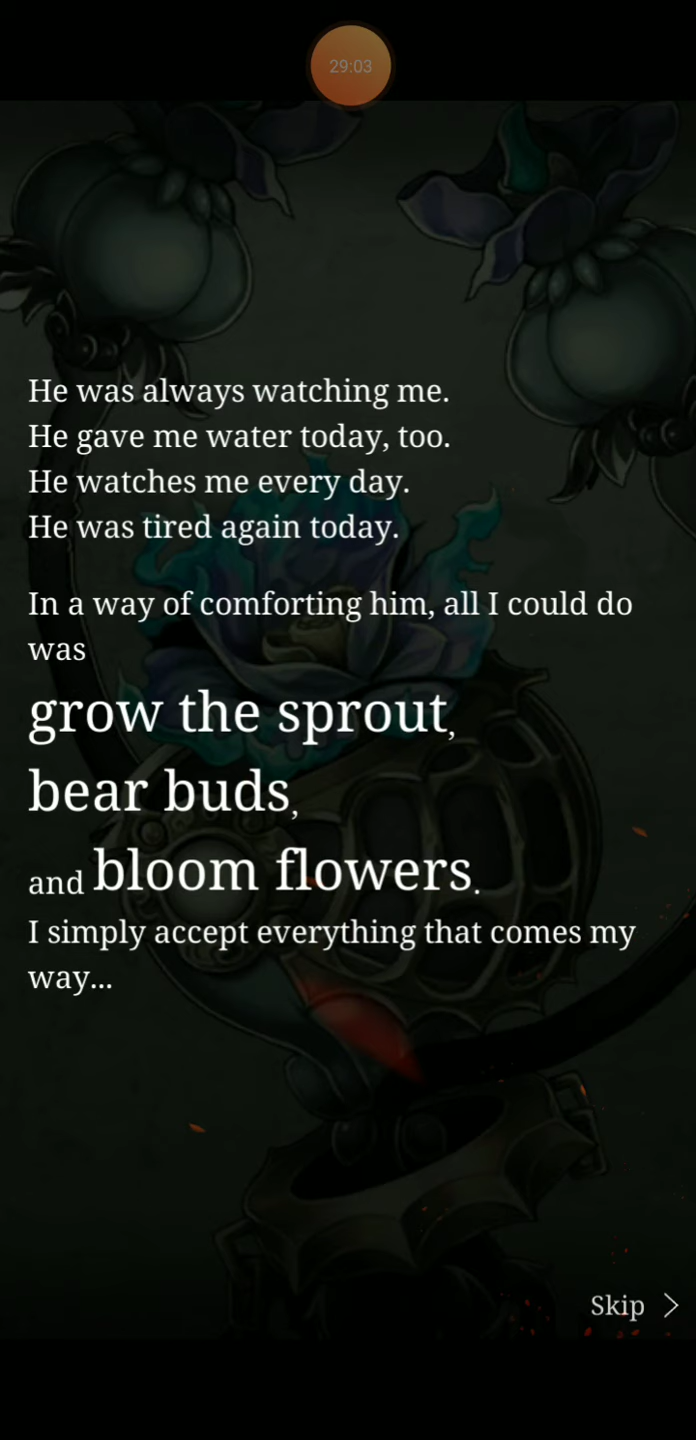 29:03
He was always watching me.
He gave me water today, too.
He watches me every day.
He was tired again today.
In a way of comforting him, all I could do
was
grow the sprout,
bear buds,
and bloom flowers.
I simply accept everything that comes my
way...
Skip